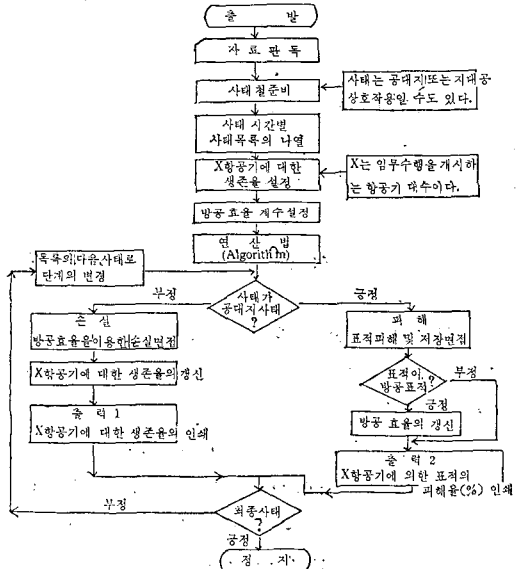 출 발
자료판독
사태철준비
사태는 공대지 또는 지대공
상호작용일 수도 있다.
사태 시간별
사태목록의 나열
X항공기에 대한
생존율 설정
X는 임무수행을 개시하
는 항공기 대수이다.
방공효율 계수설정
연 산 법
(Algorithm)
목록의 다음 사태로
단계의 변경
부정
사태가
공대지사태
?
긍정
손 실
방공효율을이용한손실면적
피 해
표적피해 및 저장면적
X항공기에 대한 생존율의 갱신
표적이
방공표적?
부정
긍정
방공 효율의 갱신
출 력 1
X항공기에 대한 생존율의 인쇄
출 력 2
X항공기에 의한 표적의
피해율(%) 인쇄
부정
최종사태
?
긍정
정 지